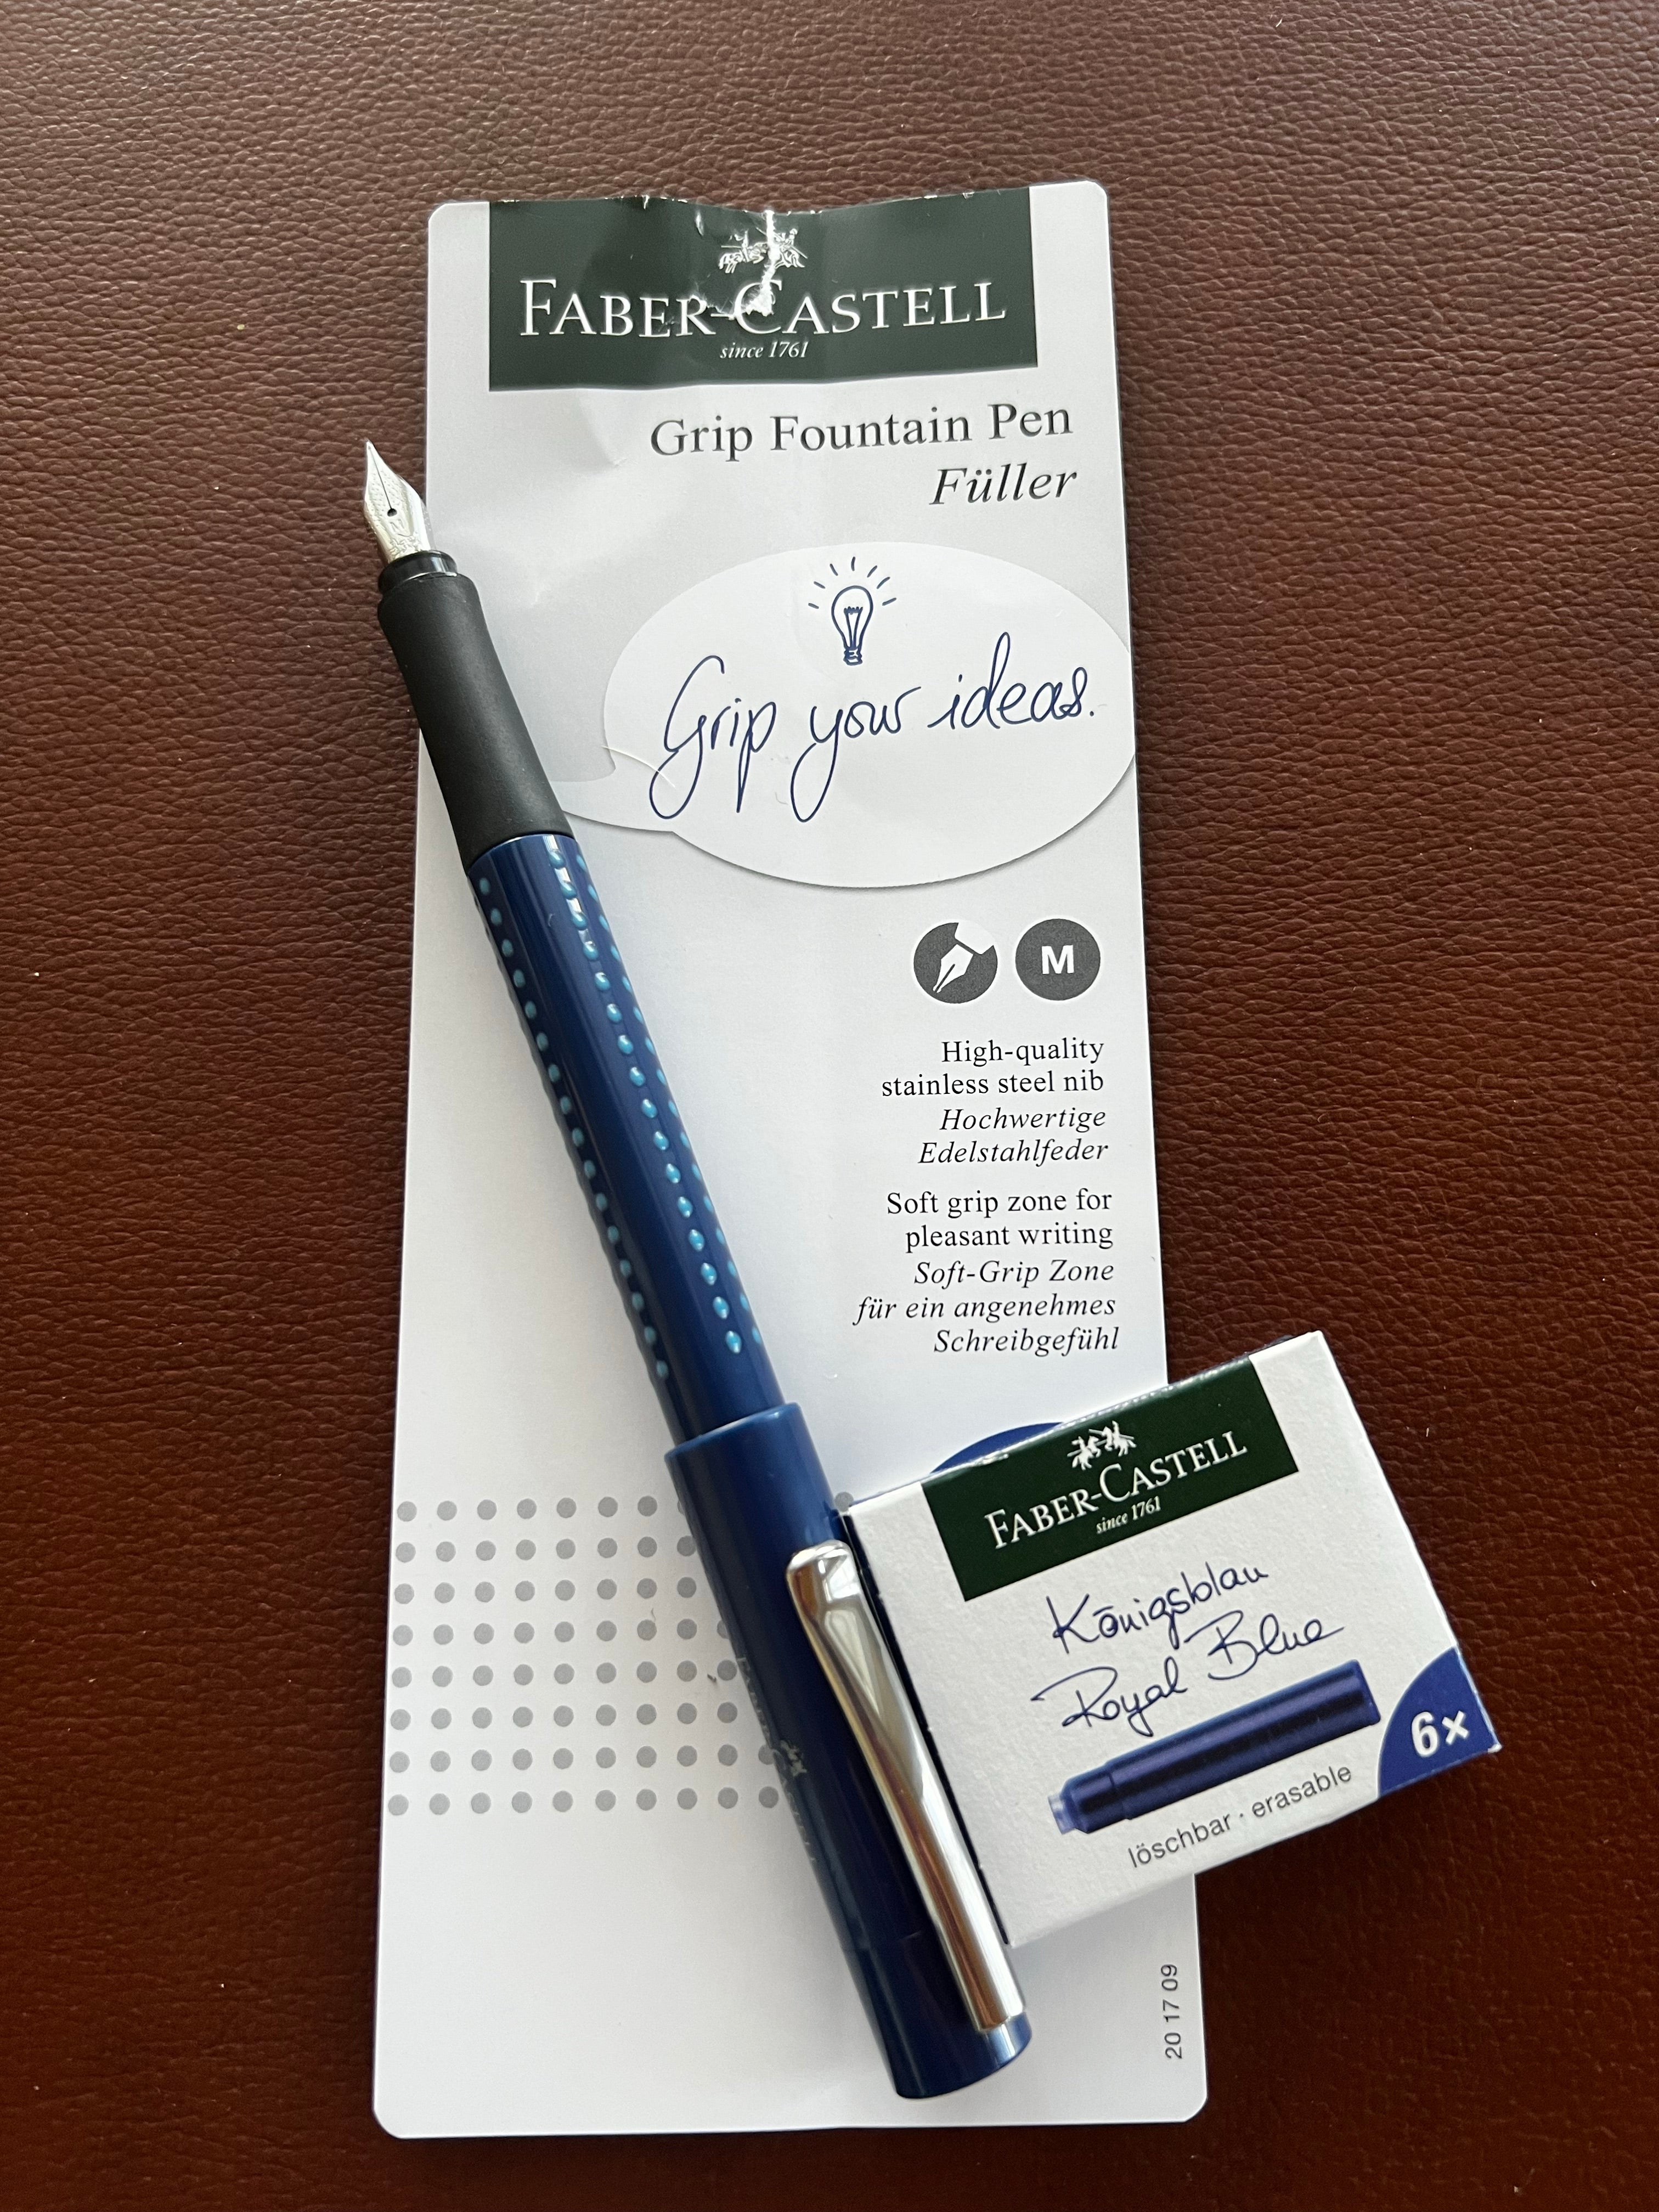 FABER-CASTELL
since 1761
Grip Fountain Pen
Füller
Grip your ideas.
M
High-quality
stainless steel nib
Hochwertige
Edelstahlfeder
Soft grip zone for
pleasant writing
Soft-Grip Zone
für ein angenehmes
Schreibgefühl
FABER-CASTELL
since 1761
Königsblau
Royal Blue
6x
löschbar · erasable
20 17 09